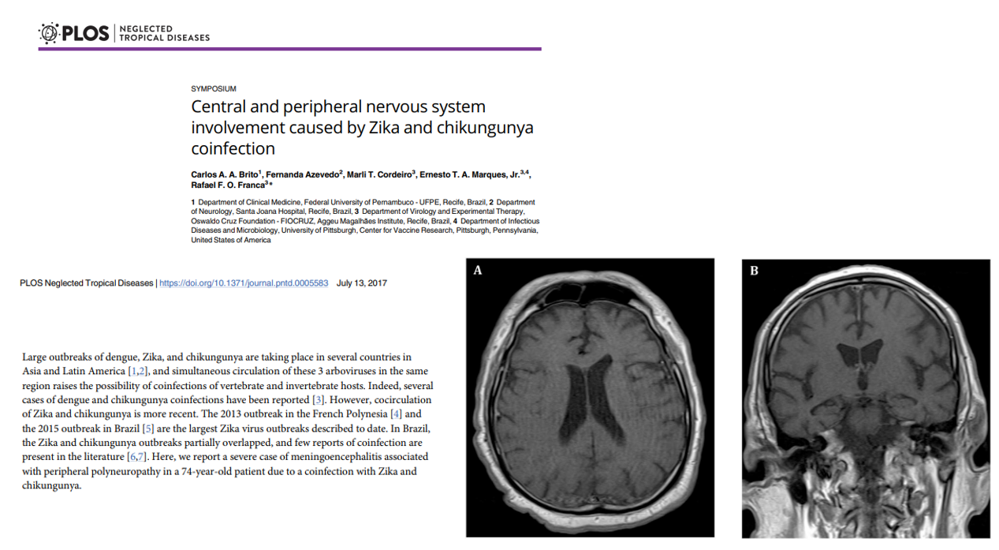 PLOS | NEGLECTED
TROPICAL DISEASES
SYMPOSIUM
Central and peripheral nervous system
involvement caused by Zika and chikungunya
coinfection
Carlos A. A. Brito1, Fernanda Azevedo2, Marli T. Cordeiro3, Ernesto T. A. Marques, Jr.3,4,
Rafael F. O. Franca3*
1 Department of Clinical Medicine, Federal University of Pernambuco - UFPE, Recife, Brazil, 2 Department
of Neurology, Santa Joana Hospital, Recife, Brazil, 3 Department of Virology and Experimental Therapy,
Oswaldo Cruz Foundation - FIOCRUZ, Aggeu Magalhães Institute, Recife, Brazil, 4 Department of Infectious
Diseases and Microbiology, University of Pittsburgh, Center for Vaccine Research, Pittsburgh, Pennsylvania,
United States of America
PLOS Neglected Tropical Diseases | https://doi.org/10.1371/journal.pntd.0005583 July 13, 2017
Large outbreaks of dengue, Zika, and chikungunya are taking place in several countries in
Asia and Latin America [1,2], and simultaneous circulation of these 3 arboviruses in the same
region raises the possibility of coinfections of vertebrate and invertebrate hosts. Indeed, several
cases of dengue and chikungunya coinfections have been reported [3]. However, cocirculation
of Zika and chikungunya is more recent. The 2013 outbreak in the French Polynesia [4] and
the 2015 outbreak in Brazil [5] are the largest Zika virus outbreaks described to date. In Brazil,
the Zika and chikungunya outbreaks partially overlapped, and few reports of coinfection are
present in the literature [6,7]. Here, we report a severe case of meningoencephalitis associated
with peripheral polyneuropathy in a 74-year-old patient due to a coinfection with Zika and
chikungunya.
A
B